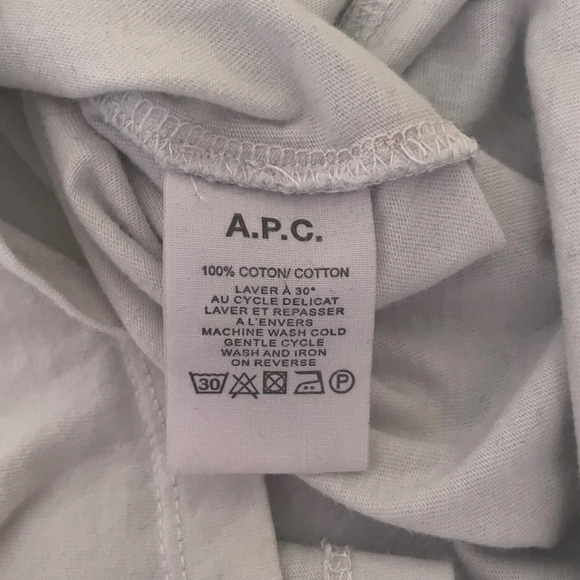 A.P.C.
100% COTON/ COTTON
LAVER À 30°
AU CYCLE DELICAT
LAVER ET REPASSER
A L'ENVERS
MACHINE WASH COLD
GENTLE CYCLE
WASH AND IRON
ON REVERSE
30 P